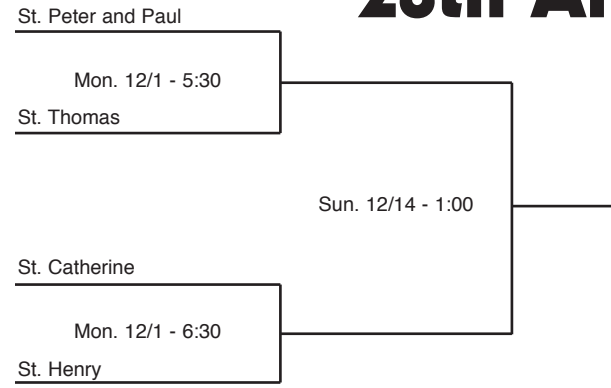 St. Peter and Paul
Mon. 12/1 - 5:30
St. Thomas
Sun. 12/14 - 1:00
St. Catherine
Mon. 12/1 - 6:30
St. Henry